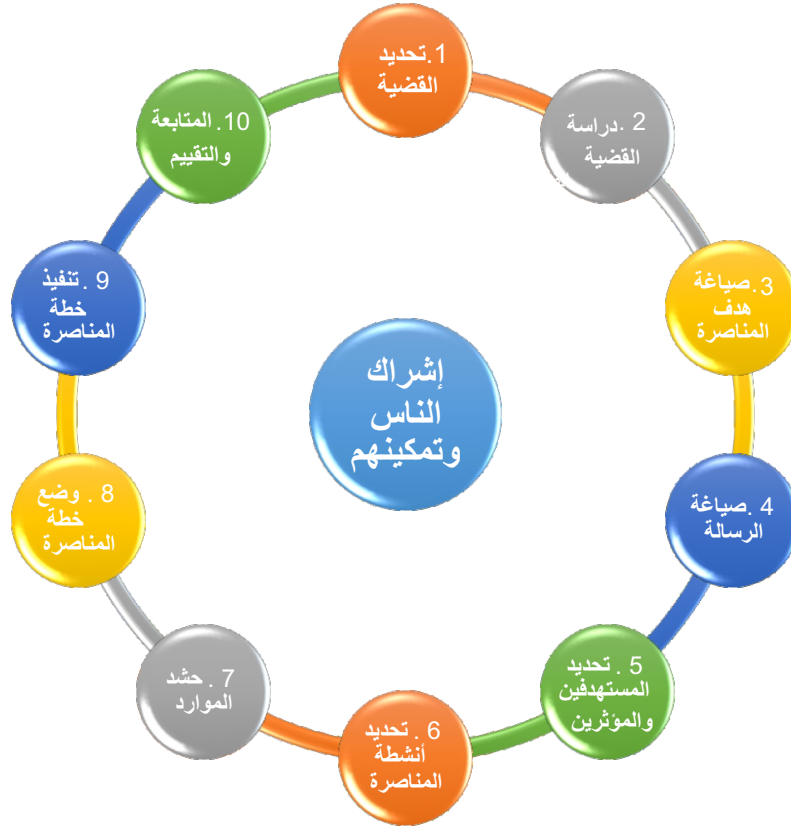 1.تحديد
القضية
2 .دراسة
القضية
3.صياغة
هدف
المناصرة
4 .صياغة
الرسالة
5 . تحديد
المستهدفين
والمؤثرين
6 . تحديد
أنشطة
المناصرة
7 . حشد
الموارد
8 . وضع
خطة
المناصرة
9 . تنفيذ
خطة
المناصرة
10. المتابعة
والتقييم
إشراك
الناس
وتمكينهم